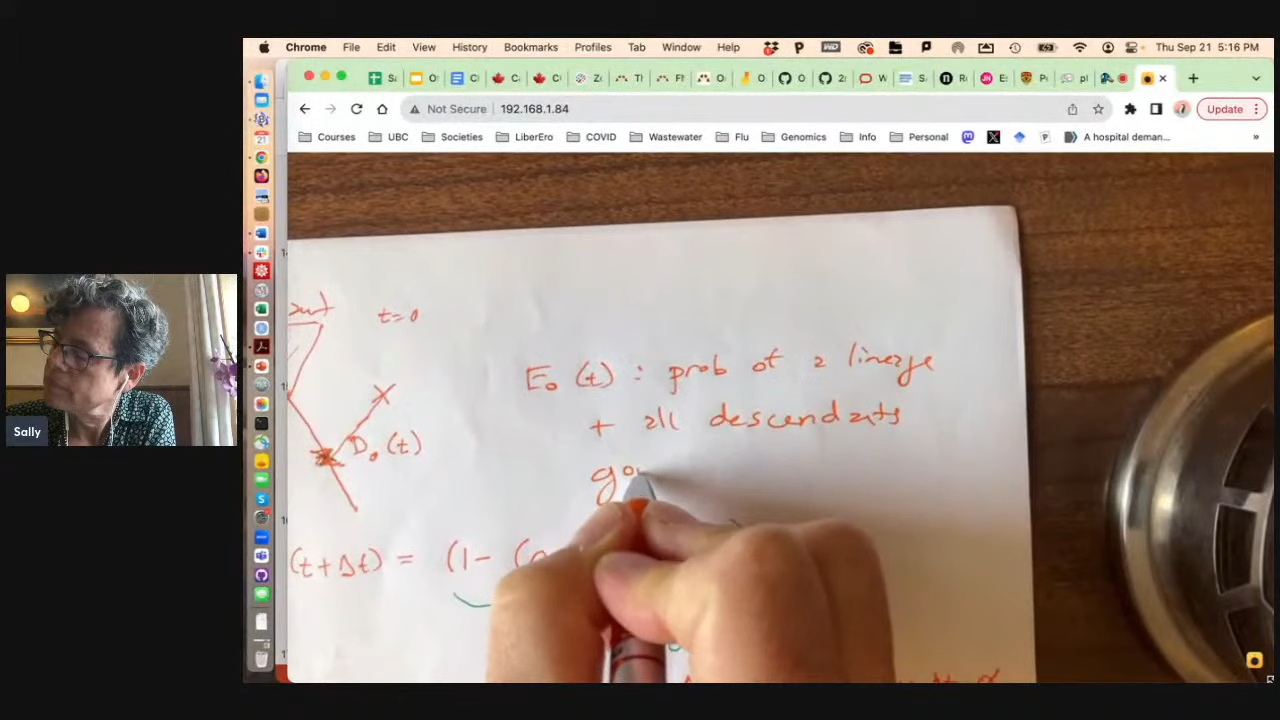 Chrome File Edit View History Bookmarks Profiles Tab Window Help Thu Sep 21 5:16 PM
Not Secure 192.168.1.84 Update
Courses UBC Societies LiberEro COVID Wastewater Flu Genomics Info Personal A hospital deman... »
t=0
E₀(t) : prob of a lineage
+ all descendants
D₀(t)
Sally
go
(t+Δt) = (1-